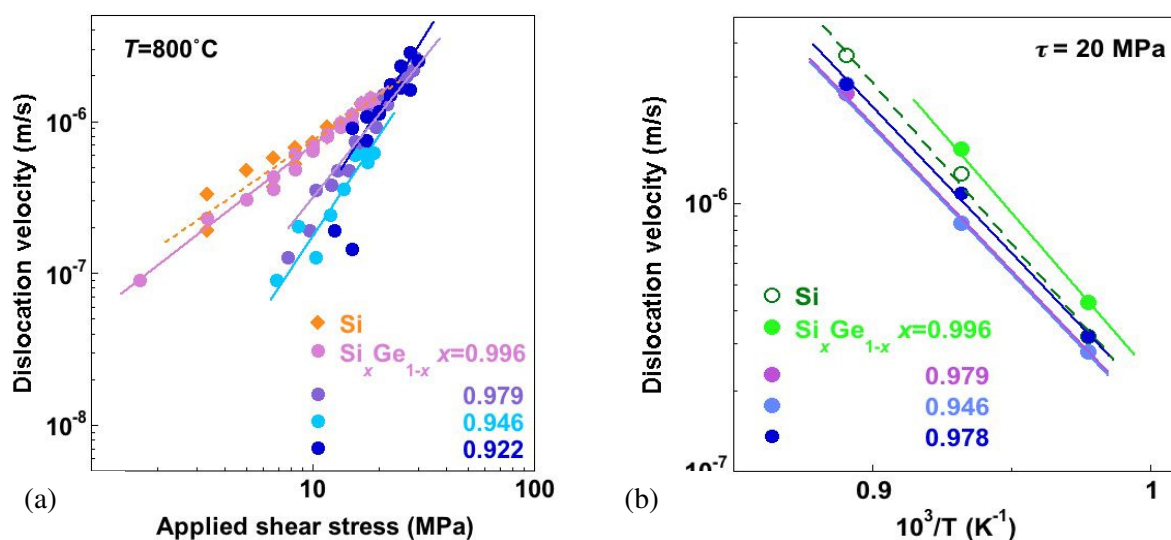 T=800˚C
10⁻⁶
10⁻⁷
10⁻⁸
Dislocation velocity (m/s)
Si
SiₓGe₁₋ₓ x=0.996
0.979
0.946
0.922
10
100
Applied shear stress (MPa)
(a)
τ = 20 MPa
10⁻⁶
10⁻⁷
Dislocation velocity (m/s)
Si
SiₓGe₁₋ₓ x=0.996
0.979
0.946
0.978
0.9
1
10³/T (K⁻¹)
(b)